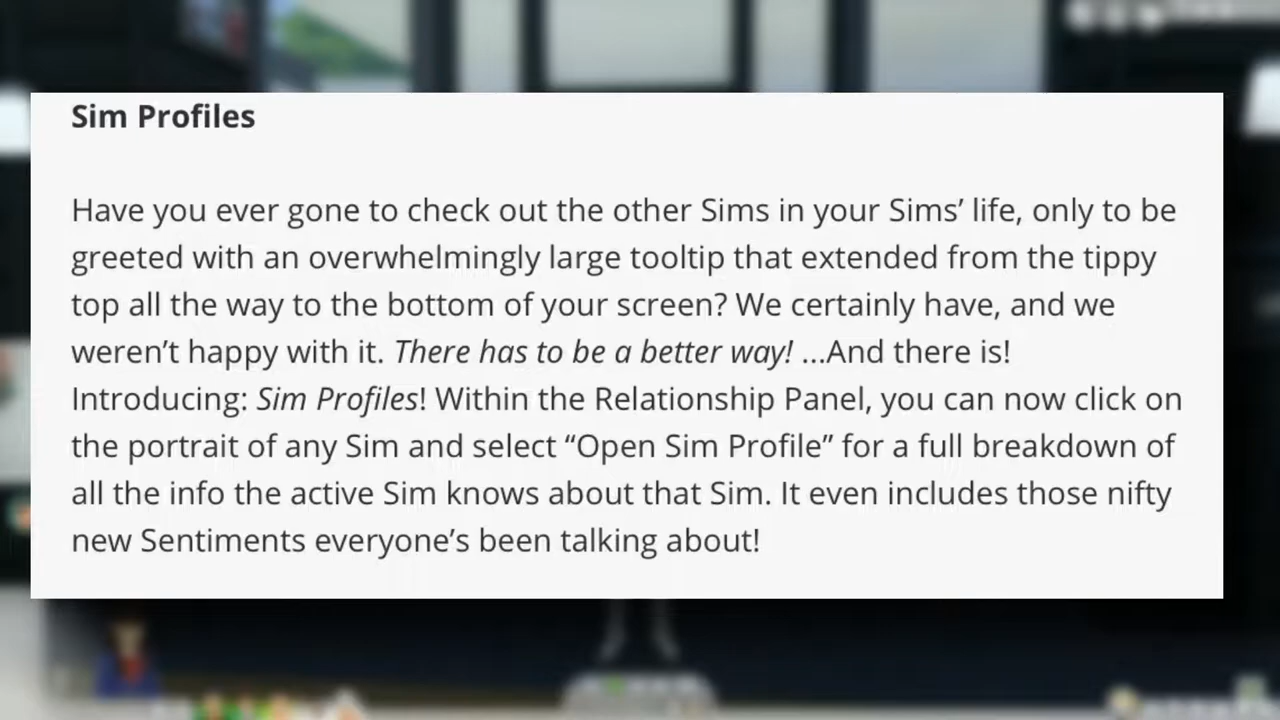 Sim Profiles
Have you ever gone to check out the other Sims in your Sims’ life, only to be
greeted with an overwhelmingly large tooltip that extended from the tippy
top all the way to the bottom of your screen? We certainly have, and we
weren’t happy with it. There has to be a better way! ...And there is!
Introducing: Sim Profiles! Within the Relationship Panel, you can now click on
the portrait of any Sim and select “Open Sim Profile” for a full breakdown of
all the info the active Sim knows about that Sim. It even includes those nifty
new Sentiments everyone’s been talking about!